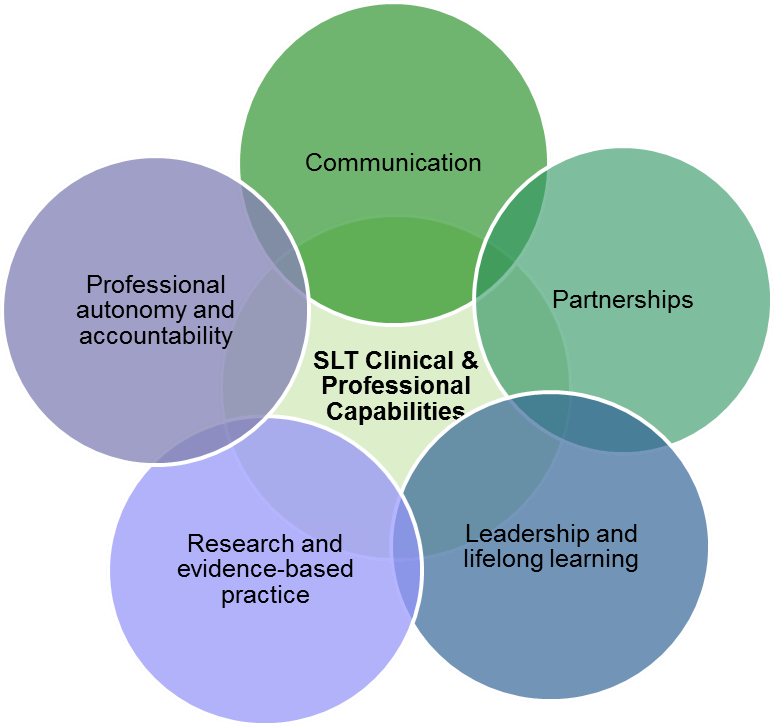 Communication
Partnerships
Professional
autonomy and
accountability
SLT Clinical &
Professional
Capabilities
Leadership and
lifelong learning
Research and
evidence-based
practice